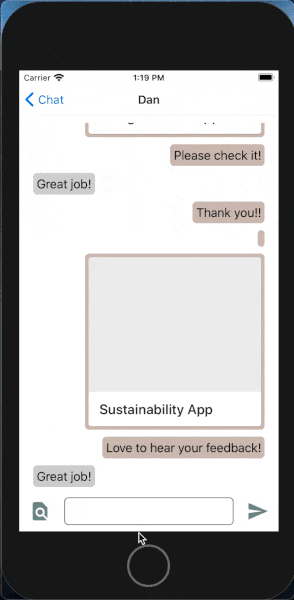 Carrier 1:19 PM
Chat Dan
Please check it!
Great job!
Thank you!!
Sustainability App
Love to hear your feedback!
Great job!